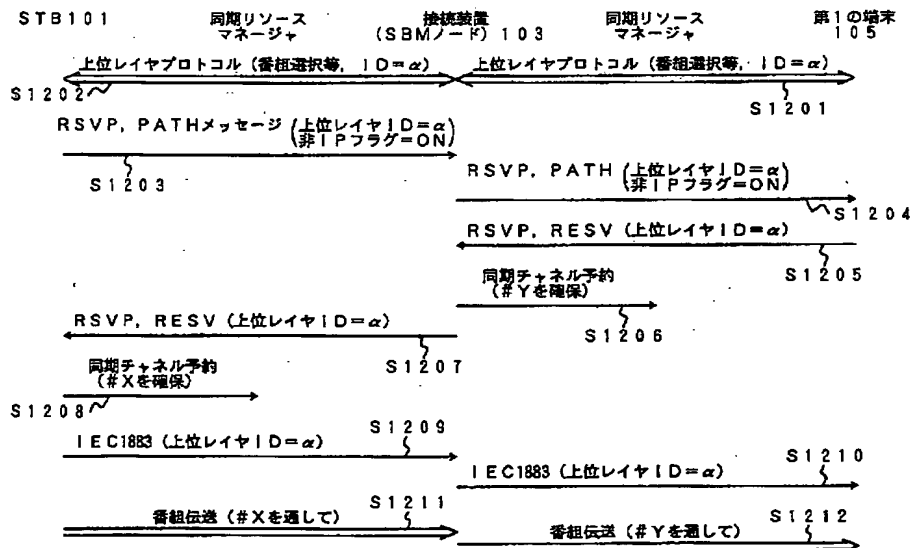 STB101 同期リソースマネージャ 接続装置(SBMノード)103 同期リソースマネージャ 第1の端末105
上位レイヤプロトコル(番組選択等, ID=α) 上位レイヤプロトコル(番組選択等, ID=α)
S1202 S1201
RSVP, PATHメッセージ(上位レイヤID=α 非IPフラグ=ON)
S1203
RSVP, PATH(上位レイヤID=α 非IPフラグ=ON)
S1204
RSVP, RESV(上位レイヤID=α)
S1205
同期チャネル予約
(#Yを確保)
S1206
RSVP, RESV(上位レイヤID=α)
S1207
同期チャネル予約
(#Xを確保)
S1208
S1209
IEC1883(上位レイヤID=α)
S1210
IEC1883(上位レイヤID=α)
S1211
番組伝送(#Xを通して)
S1212
番組伝送(#Yを通して)